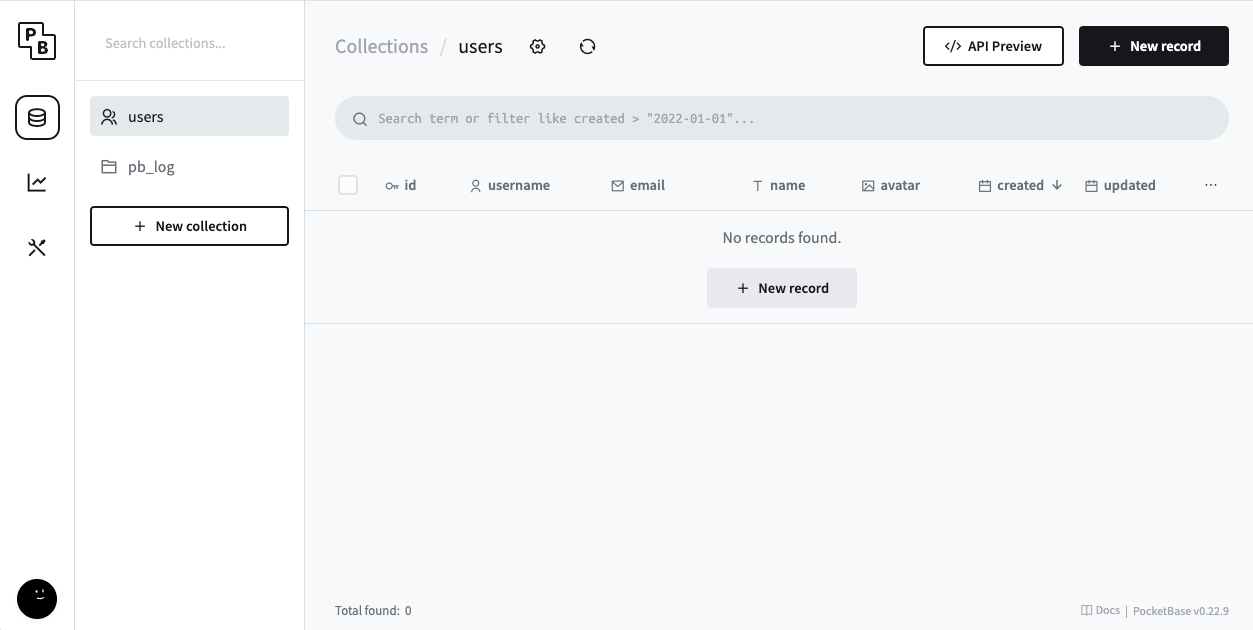 P
B
Search collections...
users
pb_log
+ New collection
Collections / users
</> API Preview
+ New record
Search term or filter like created > "2022-01-01"...
id username email T name avatar created updated ...
No records found.
+ New record
Total found: 0
Docs | PocketBase v0.22.9